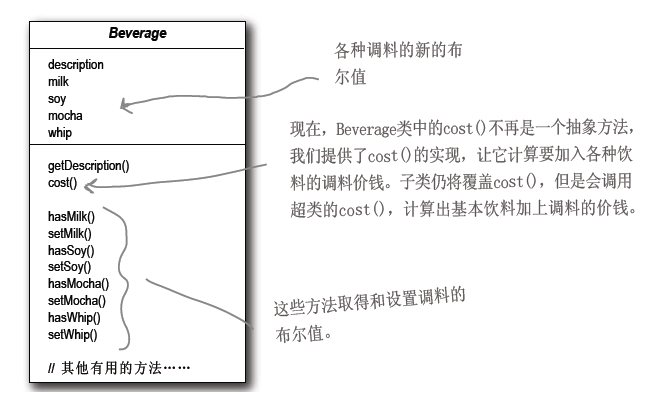 Beverage
description
milk
soy
mocha
whip
getDescription()
cost()
hasMilk()
setMilk()
hasSoy()
setSoy()
hasMocha()
setMocha()
hasWhip()
setWhip()
// 其他有用的方法……
各种调料的新的布
尔值
现在，Beverage类中的cost()不再是一个抽象方法，
我们提供了cost()的实现，让它计算要加入各种饮
料的调料价钱。子类仍将覆盖cost()，但是会调用
超类的cost()，计算出基本饮料加上调料的价钱。
这些方法取得和设置调料的
布尔值。